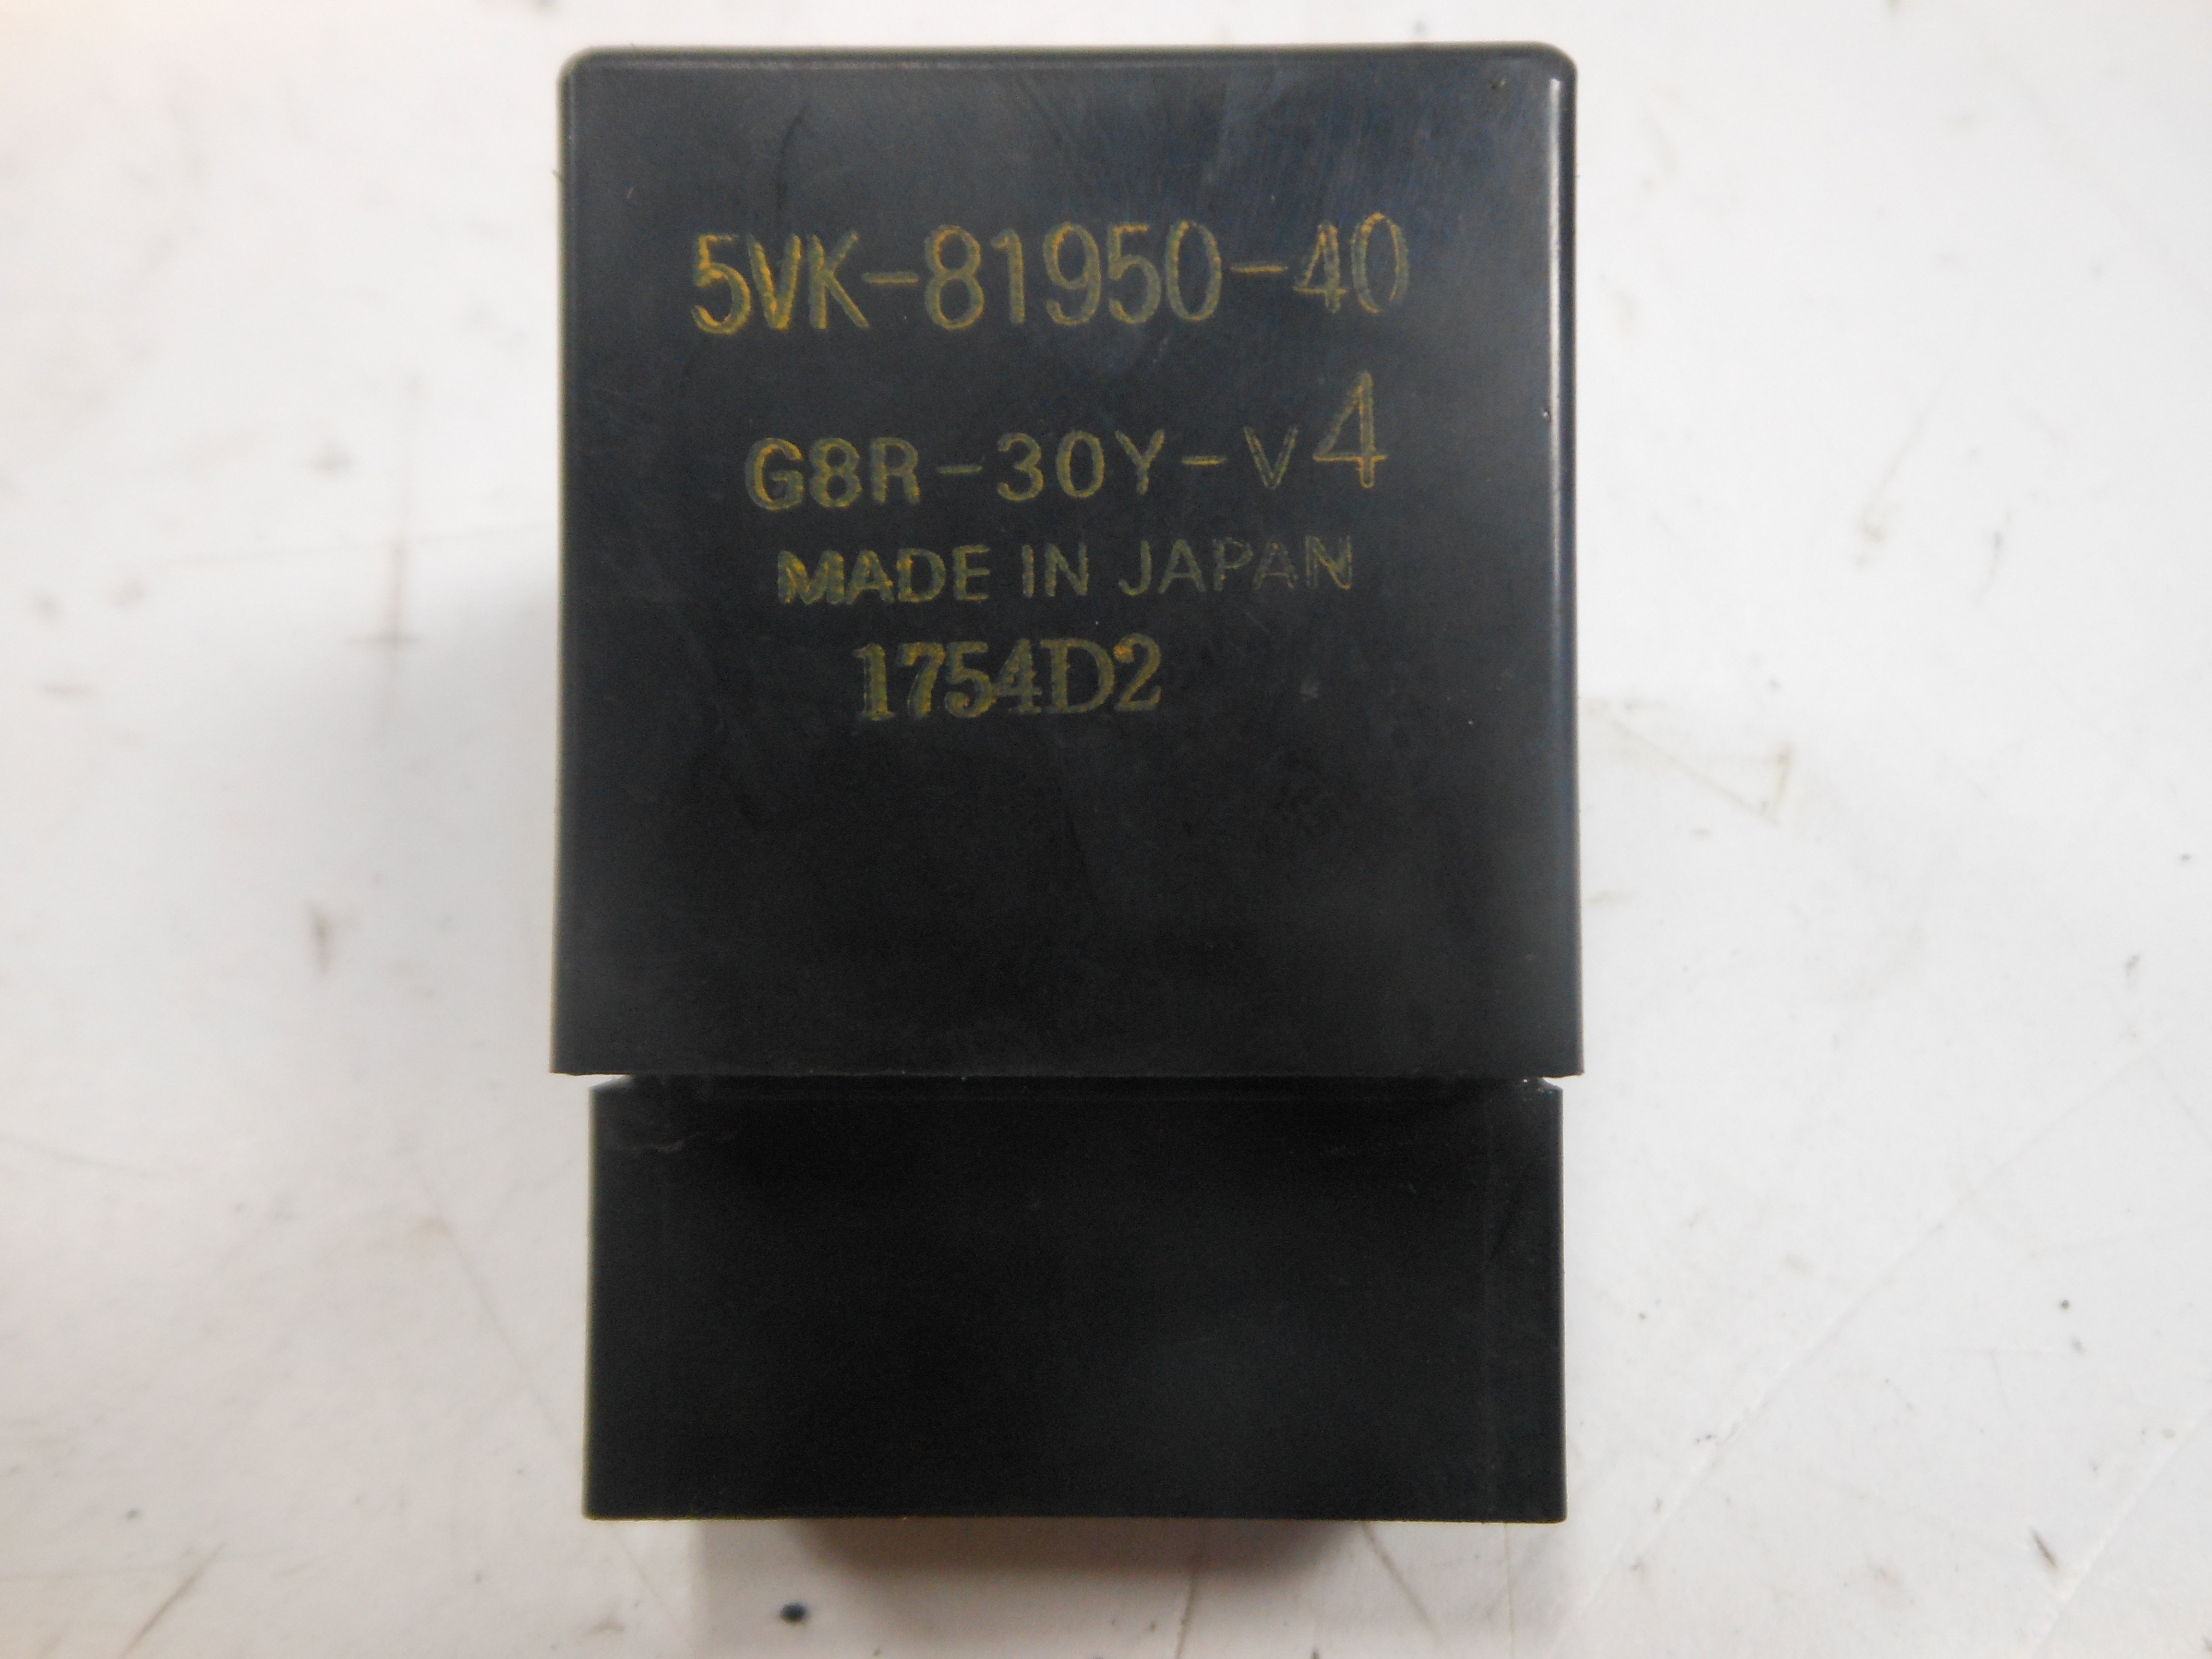 5VK-81950-40
G8R-30Y-V4
MADE IN JAPAN
1754D2